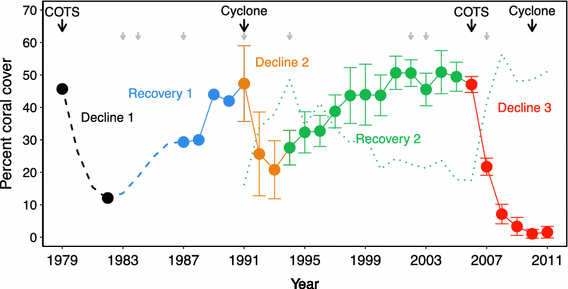 COTS Cyclone COTS Cyclone
Percent coral cover
70
60
50
40
30
20
10
0
Decline 1
Recovery 1
Decline 2
Recovery 2
Decline 3
1979 1983 1987 1991 1995 1999 2003 2007 2011
Year